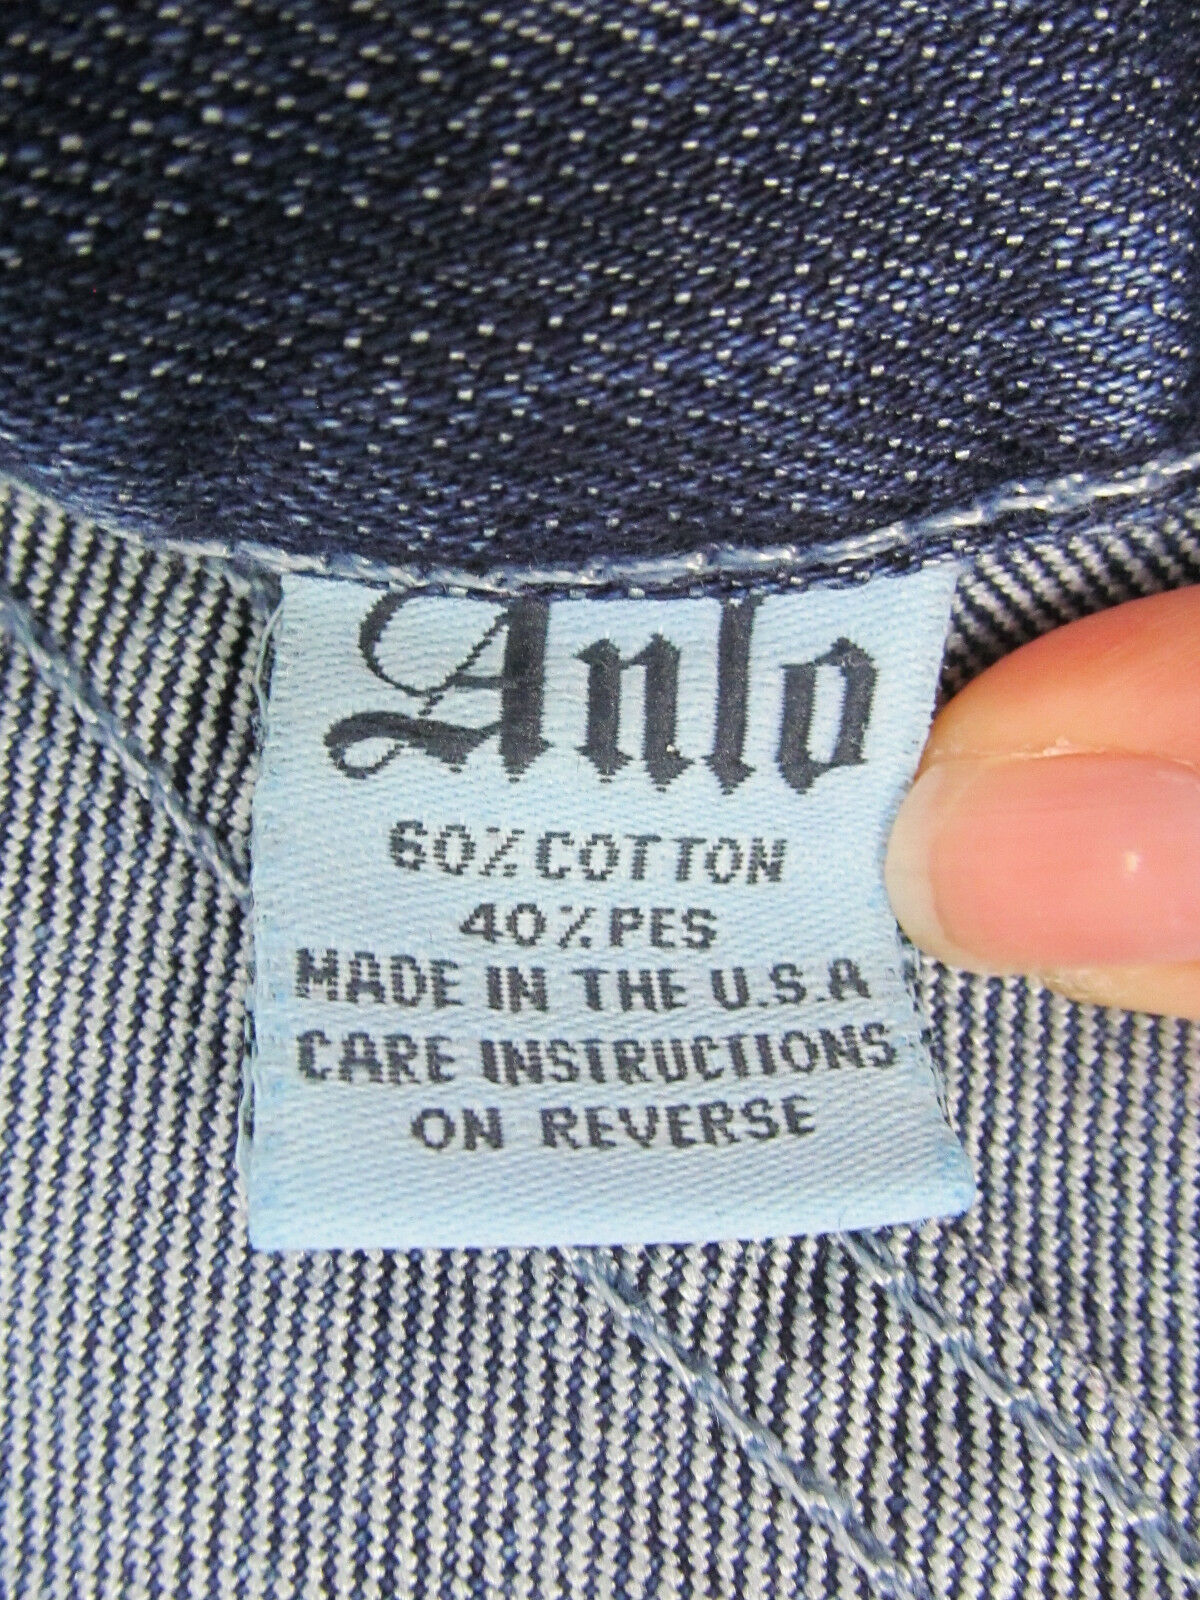 Anlo
60% COTTON
40% PES
MADE IN THE U.S.A
CARE INSTRUCTIONS
ON REVERSE